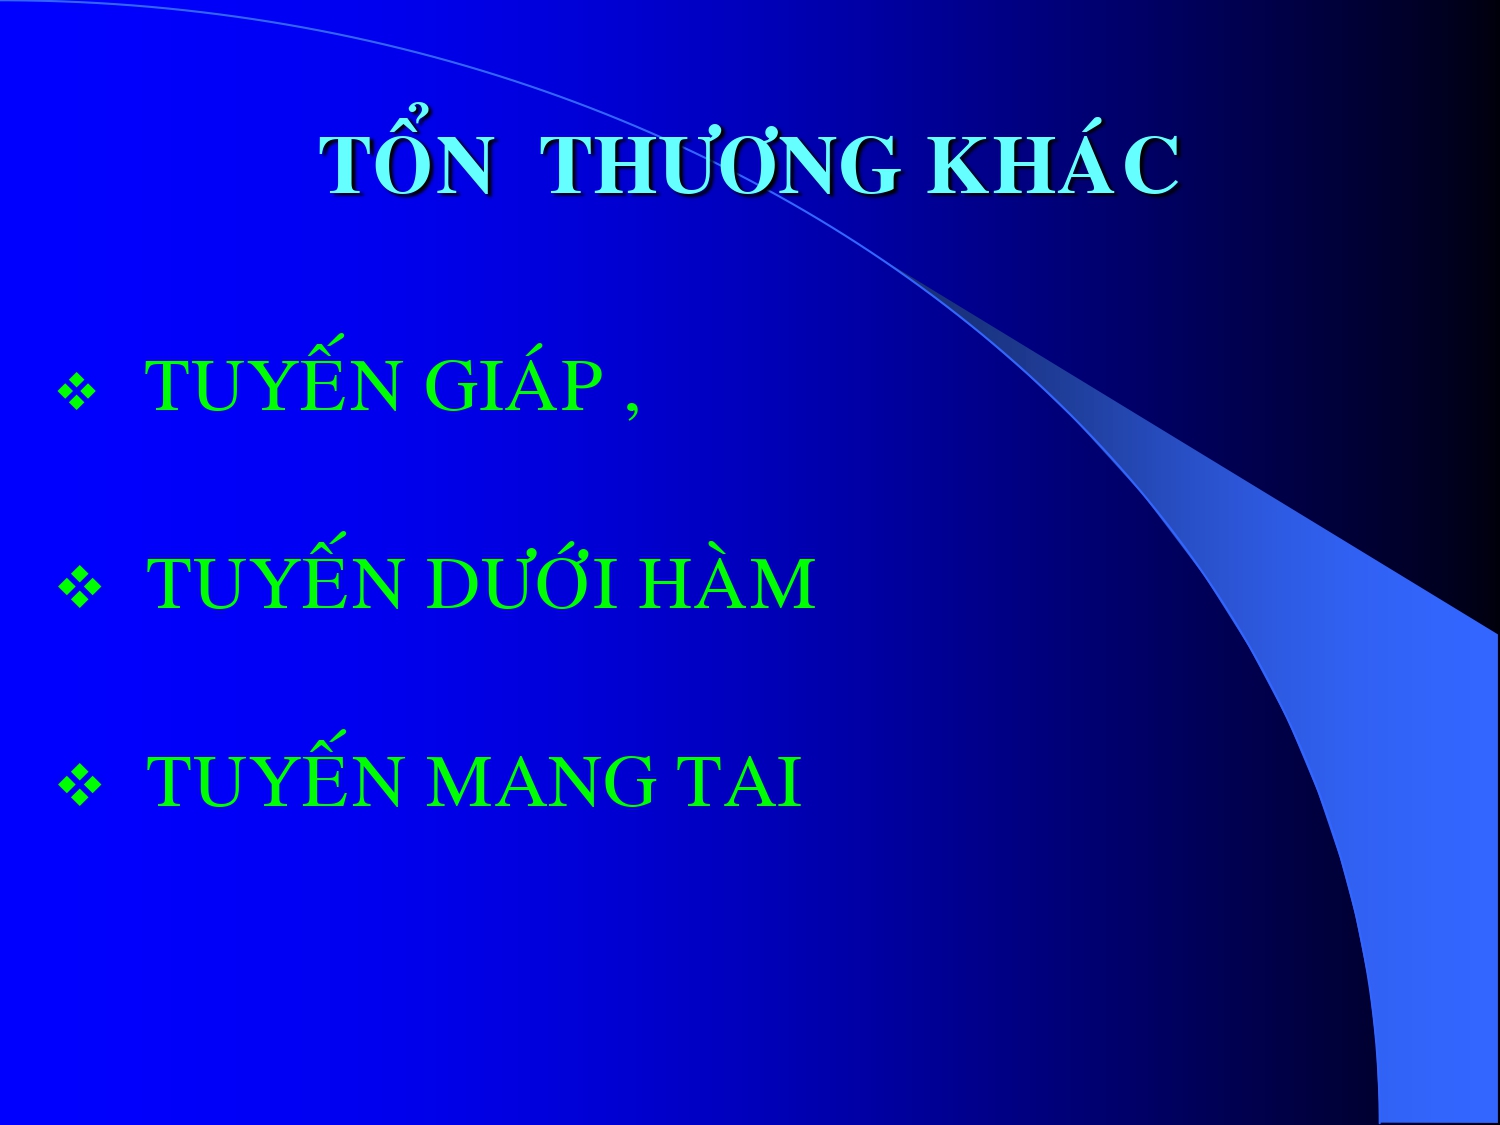 TỔN THƯƠNG KHÁC
❖ TUYẾN GIÁP ,
❖ TUYẾN DƯỚI HÀM
❖ TUYẾN MANG TAI